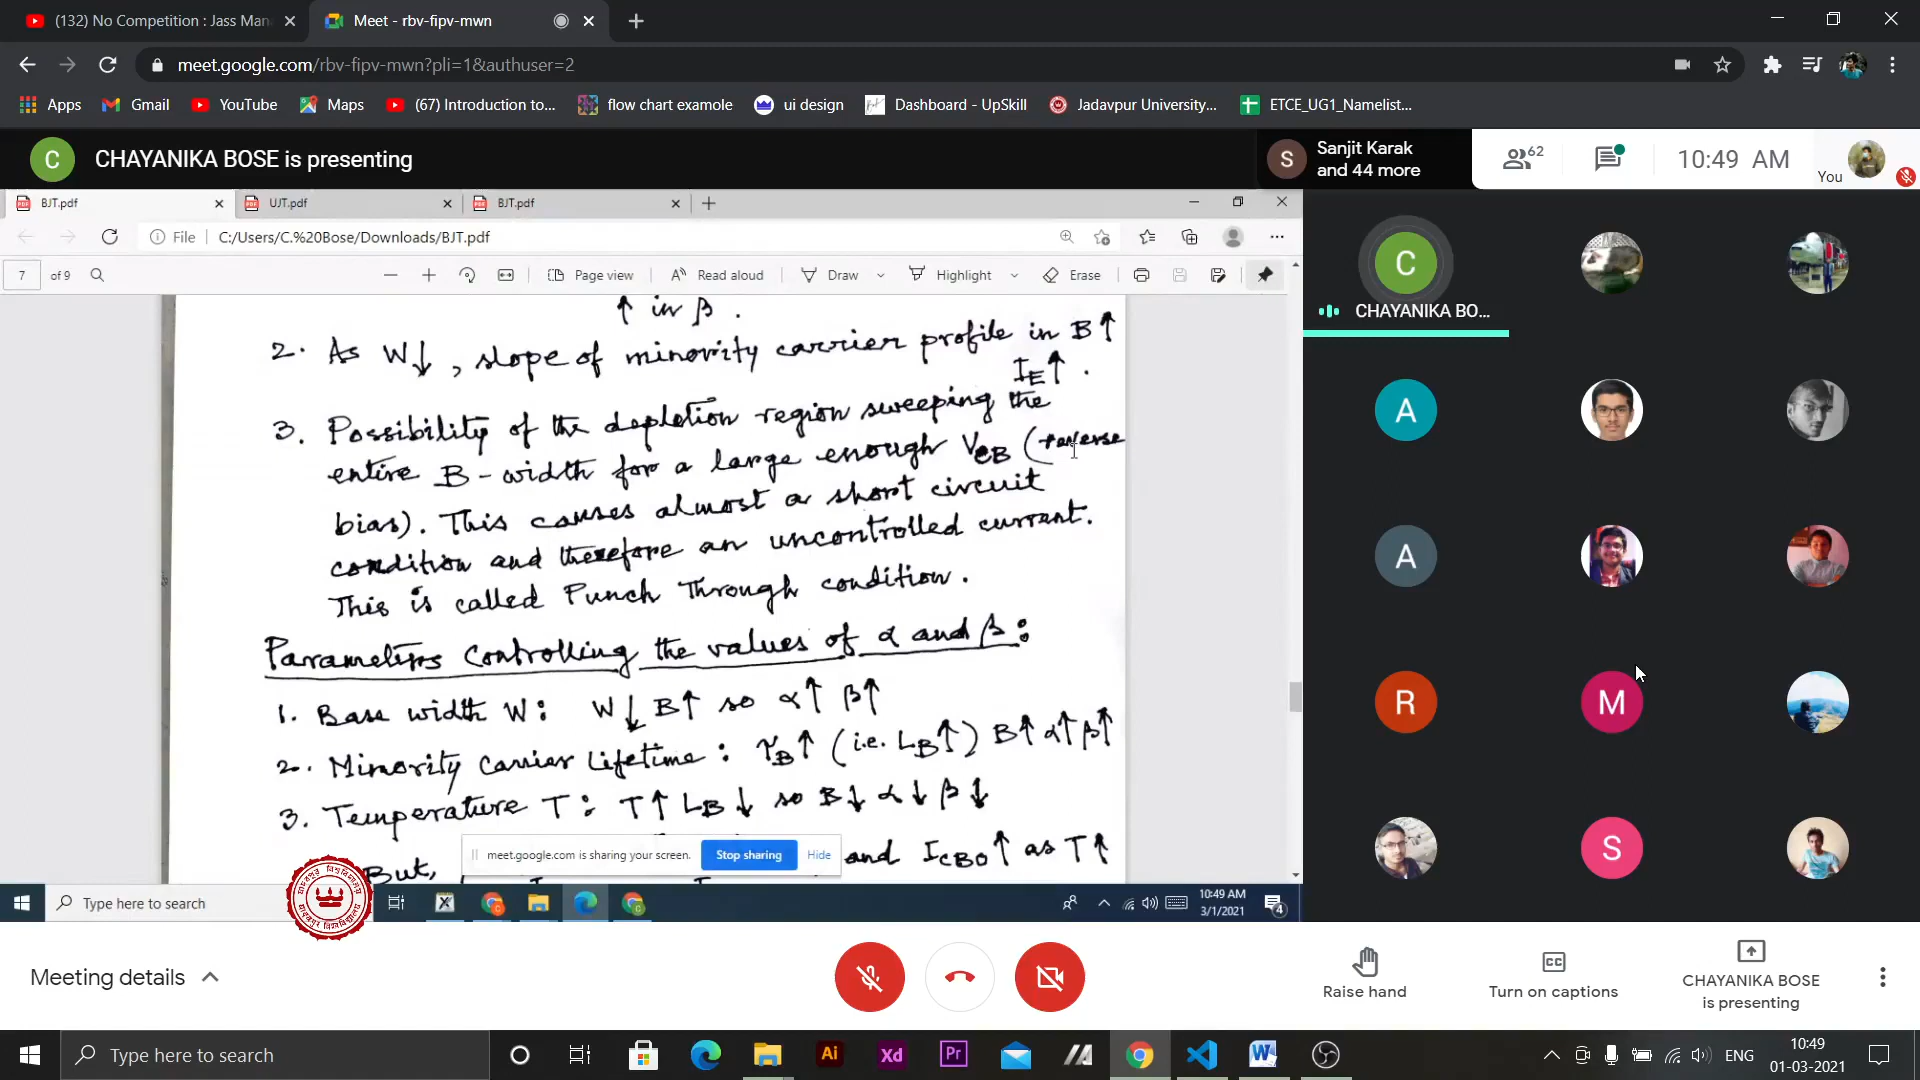 (132) No Competition : Jass Man
Meet - rbv-fipv-mwn
meet.google.com/rbv-fipv-mwn?pli=1&authuser=2
Apps
Gmail
YouTube
Maps
(67) Introduction to...
flow chart examole
ui design
Dashboard - UpSkill
Jadavpur University,...
ETCE_UG1_Namelist...
C
CHAYANIKA BOSE is presenting
S
Sanjit Karak
and 44 more
62
10:49 AM
You
BJT.pdf
UJT.pdf
BJT.pdf
File
C:/Users/C.%20Bose/Downloads/BJT.pdf
7
of 9
Page view
Read aloud
Draw
Highlight
Erase
↑ in β.
2. As W↓, slope of minority carrier profile in B↑
IE↑.
3. Possibility of the depletion region sweeping the
entire B-width for a large enough VCB (reverse
bias). This causes almost a short circuit
condition and therefore an uncontrolled current.
This is called Punch Through condition.
Parameters Controlling the values of α and β:
1. Base width W: W↓ B↑ so α↑ β↑
2. Minority Carrier Lifetime: τB↑ (i.e. LB↑) B↑ α↑ β↑
3. Temperature T: T↑ LB↓ so B↓ α↓ β↓
But,
and ICBO↑ as T↑
meet.google.com is sharing your screen.
Stop sharing
Hide
Type here to search
10:49 AM
3/1/2021
4
C
CHAYANIKA BO...
A
A
R
M
S
Meeting details
Raise hand
Turn on captions
CHAYANIKA BOSE
is presenting
Type here to search
Ai
Xd
Pr
ENG
10:49
01-03-2021